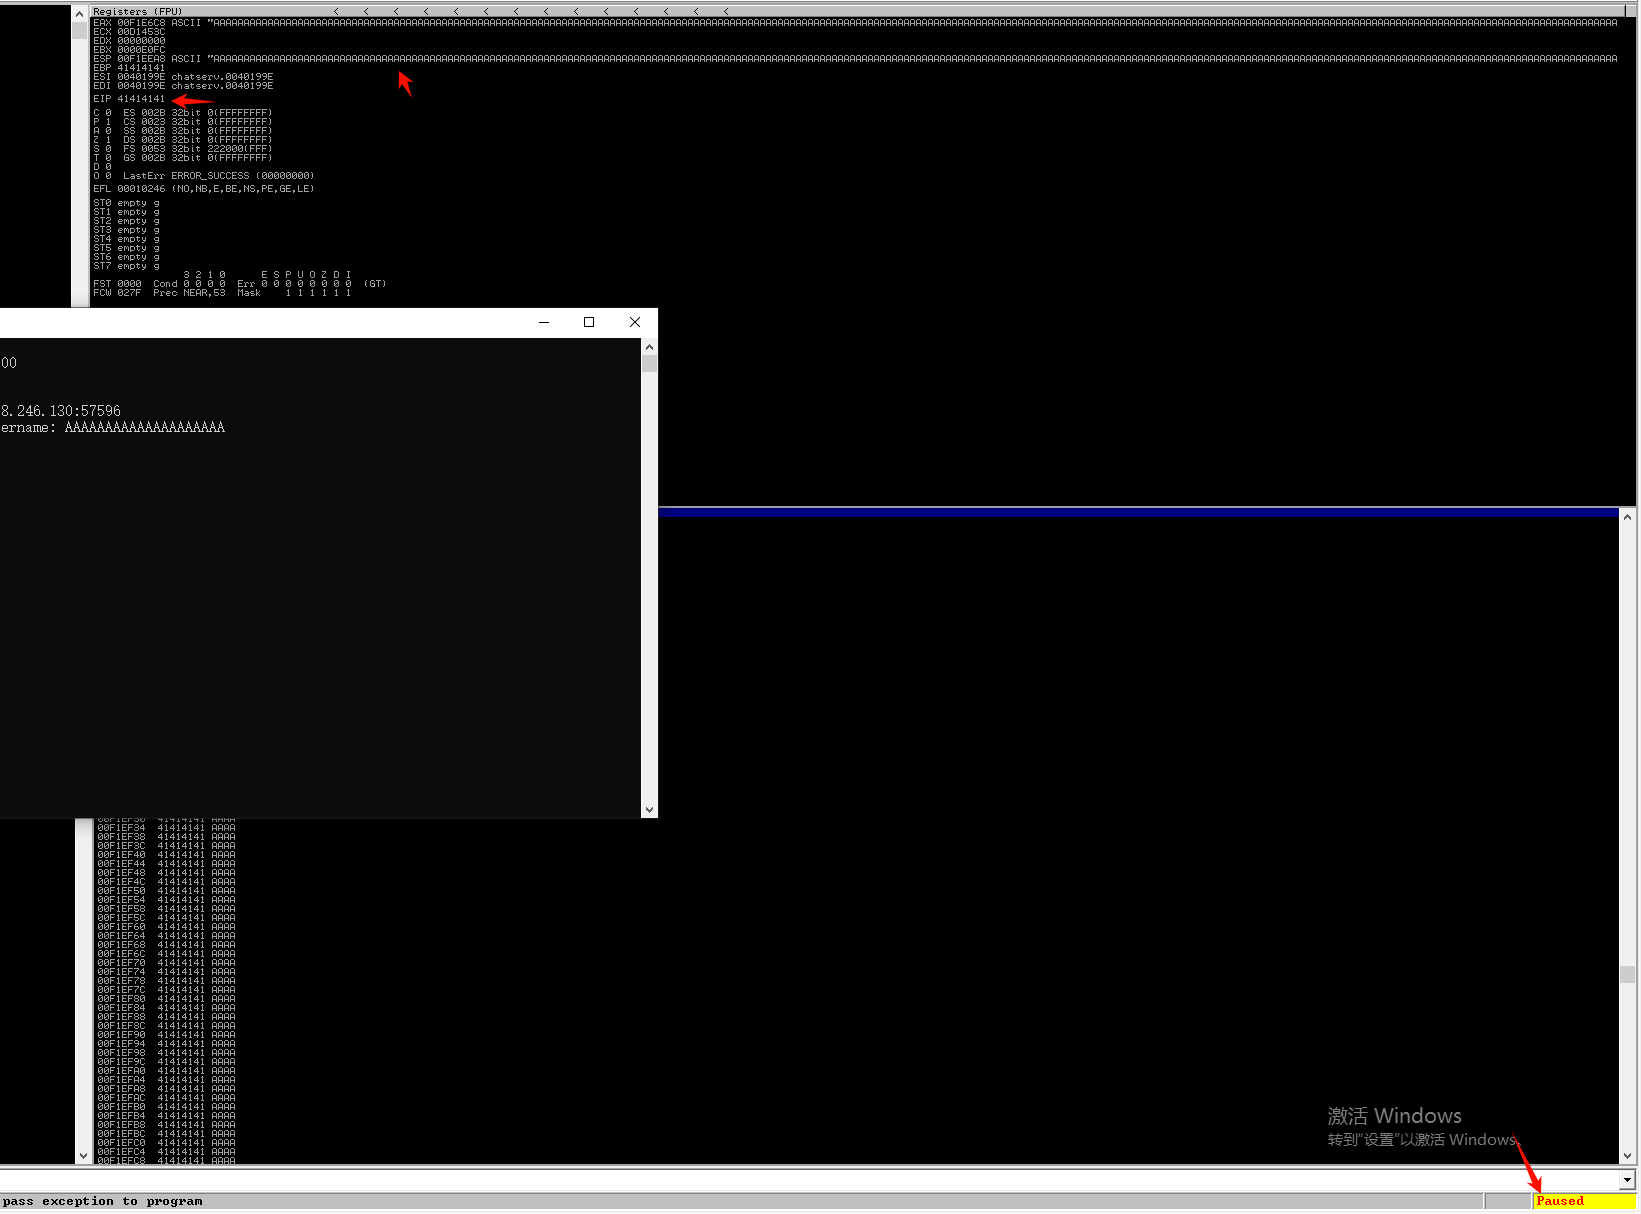 Registers (FPU) < < < < < < < < < < < < < <
EAX 00F1E6C8 ASCII "AAAAAAAAAAAAAAAAAAAAAAAAAAAAAAAAAAAAAAAAAAAAAAAAAAAAAAAAAAAAAAAAAAAAAAAAAAAAAAAAAAAAAAAAAAAAAAAAAAAAAAAAAAAAAAAAAAAAAAAAAAAAAAAAAAAAAAAAAAAAAAAAAAAAAAAAAAAAAAAAAAAAAAAAAAAAAAAAAAAAAAAAAAAAAAAAAAAAAAAAAAAAAAAAAAAAAAAAAAAAAAAAAAAAAAAAAA
ECX 00D1453C
EDX 00000000
EBX 0000E0FC
ESP 00F1EEA8 ASCII "AAAAAAAAAAAAAAAAAAAAAAAAAAAAAAAAAAAAAAAAAAAAAAAAAAAAAAAAAAAAAAAAAAAAAAAAAAAAAAAAAAAAAAAAAAAAAAAAAAAAAAAAAAAAAAAAAAAAAAAAAAAAAAAAAAAAAAAAAAAAAAAAAAAAAAAAAAAAAAAAAAAAAAAAAAAAAAAAAAAAAAAAAAAAAAAAAAAAAAAAAAAAAAAAAAAAAAAAAAAAAAAAAAAAAAAAAA
EBP 41414141
ESI 0040199E chatserv.0040199E
EDI 0040199E chatserv.0040199E
EIP 41414141
C 0 ES 002B 32bit 0(FFFFFFFF)
P 1 CS 0023 32bit 0(FFFFFFFF)
A 0 SS 002B 32bit 0(FFFFFFFF)
Z 1 DS 002B 32bit 0(FFFFFFFF)
S 0 FS 0053 32bit 222000(FFF)
T 0 GS 002B 32bit 0(FFFFFFFF)
D 0
O 0 LastErr ERROR_SUCCESS (00000000)
EFL 00010246 (NO,NB,E,BE,NS,PE,GE,LE)
ST0 empty g
ST1 empty g
ST2 empty g
ST3 empty g
ST4 empty g
ST5 empty g
ST6 empty g
ST7 empty g
3 2 1 0 E S P U O Z D I
FST 0000 Cond 0 0 0 0 Err 0 0 0 0 0 0 0 0 (GT)
FCW 027F Prec NEAR,53 Mask 1 1 1 1 1 1
00
8.246.130:57596
ername: AAAAAAAAAAAAAAAAAAAA
00F1EF30 41414141 AAAA
00F1EF34 41414141 AAAA
00F1EF38 41414141 AAAA
00F1EF3C 41414141 AAAA
00F1EF40 41414141 AAAA
00F1EF44 41414141 AAAA
00F1EF48 41414141 AAAA
00F1EF4C 41414141 AAAA
00F1EF50 41414141 AAAA
00F1EF54 41414141 AAAA
00F1EF58 41414141 AAAA
00F1EF5C 41414141 AAAA
00F1EF60 41414141 AAAA
00F1EF64 41414141 AAAA
00F1EF68 41414141 AAAA
00F1EF6C 41414141 AAAA
00F1EF70 41414141 AAAA
00F1EF74 41414141 AAAA
00F1EF78 41414141 AAAA
00F1EF7C 41414141 AAAA
00F1EF80 41414141 AAAA
00F1EF84 41414141 AAAA
00F1EF88 41414141 AAAA
00F1EF8C 41414141 AAAA
00F1EF90 41414141 AAAA
00F1EF94 41414141 AAAA
00F1EF98 41414141 AAAA
00F1EF9C 41414141 AAAA
00F1EFA0 41414141 AAAA
00F1EFA4 41414141 AAAA
00F1EFA8 41414141 AAAA
00F1EFAC 41414141 AAAA
00F1EFB0 41414141 AAAA
00F1EFB4 41414141 AAAA
00F1EFB8 41414141 AAAA
00F1EFBC 41414141 AAAA
00F1EFC0 41414141 AAAA
00F1EFC4 41414141 AAAA
00F1EFC8 41414141 AAAA
激活 Windows
转到"设置"以激活 Windows。
pass exception to program
Paused